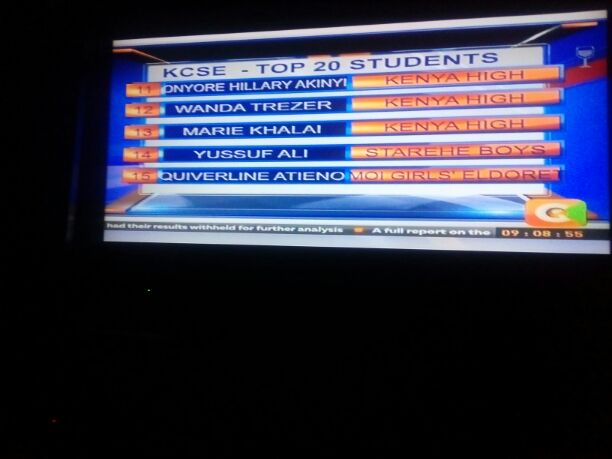 KCSE - TOP 20 STUDENTS
11 ONYORE HILLARY AKINYI KENYA HIGH
12 WANDA TREZER KENYA HIGH
13 MARIE KHALAI KENYA HIGH
14 YUSSUF ALI STAREHE BOYS
15 QUIVERLINE ATIENO MOI GIRLS' ELDORET
had their results withheld for further analysis A full report on the 09:08:55